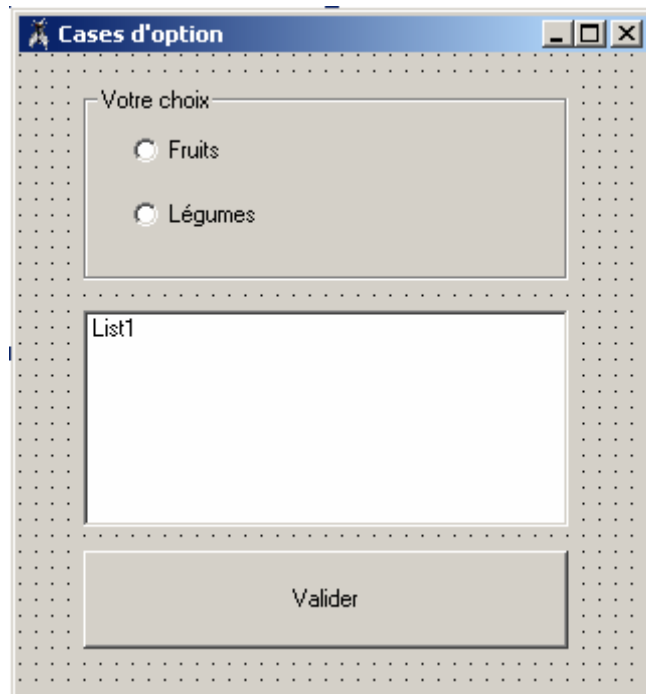 Cases d'option
Votre choix
Fruits
Légumes
List1
Valider